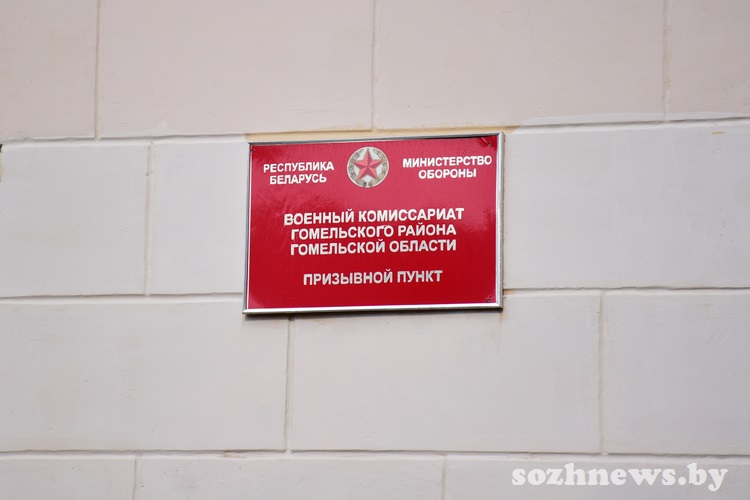 РЕСПУБЛИКА
БЕЛАРУСЬ
МИНИСТЕРСТВО
ОБОРОНЫ
ВОЕННЫЙ КОМИССАРИАТ
ГОМЕЛЬСКОГО РАЙОНА
ГОМЕЛЬСКОЙ ОБЛАСТИ
ПРИЗЫВНОЙ ПУНКТ
sozhnews.by